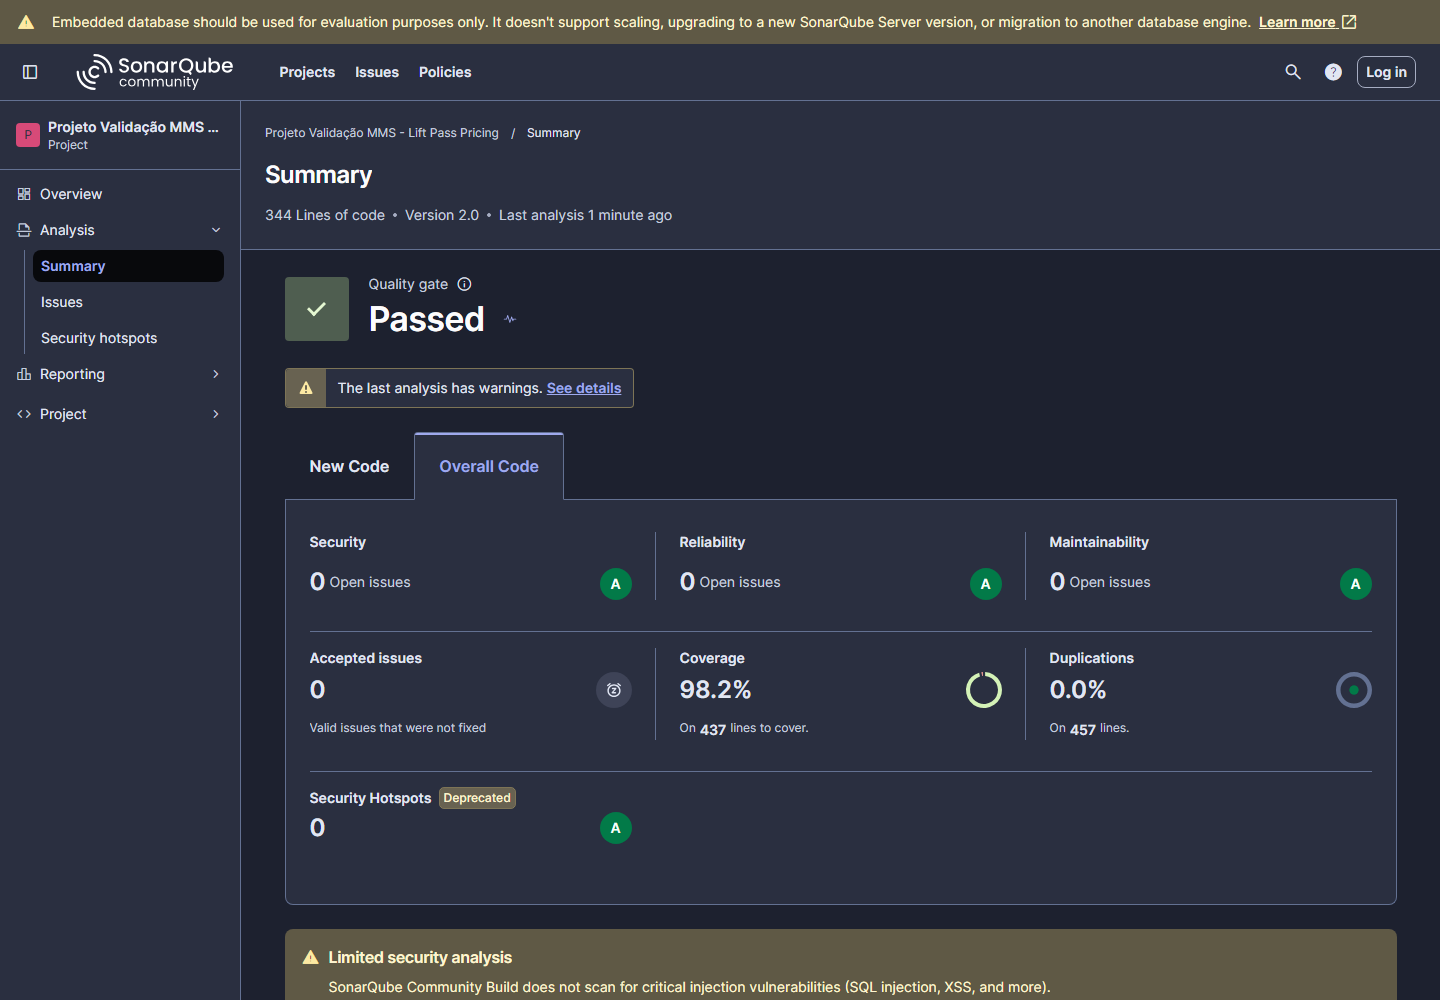 Embedded database should be used for evaluation purposes only. It doesn't support scaling, upgrading to a new SonarQube Server version, or migration to another database engine. Learn more
SonarQube community
Projects Issues Policies
? Log in
P Projeto Validação MMS ...
Project
Overview
Analysis
Summary
Issues
Security hotspots
Reporting
Project
Projeto Validação MMS - Lift Pass Pricing / Summary
Summary
344 Lines of code • Version 2.0 • Last analysis 1 minute ago
Quality gate
Passed
The last analysis has warnings. See details
New Code Overall Code
Security
0 Open issues A
Reliability
0 Open issues A
Maintainability
0 Open issues A
Accepted issues
0
Valid issues that were not fixed
Coverage
98.2%
On 437 lines to cover.
Duplications
0.0%
On 457 lines.
Security Hotspots Deprecated
0 A
Limited security analysis
SonarQube Community Build does not scan for critical injection vulnerabilities (SQL injection, XSS, and more).